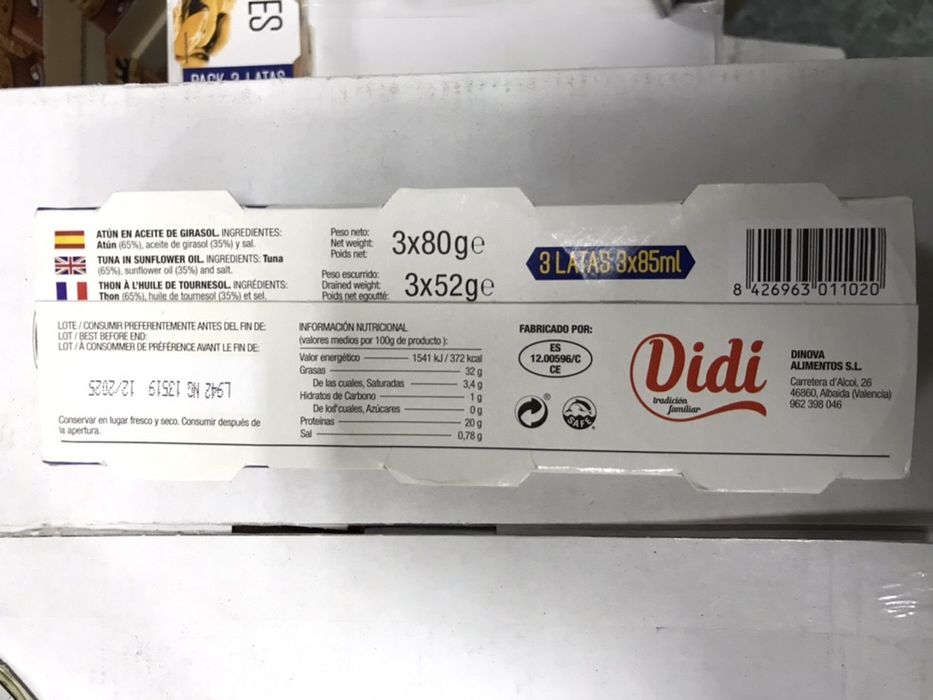 ES
PACK 3 LATAS
ATÚN EN ACEITE DE GIRASOL. INGREDIENTES:
Atún (65%), aceite de girasol (35%) y sal.
TUNA IN SUNFLOWER OIL. INGREDIENTS: Tuna
(65%), sunflower oil (35%) and salt.
THON À L'HUILE DE TOURNESOL. INGRÉDIENTS:
Thon (65%), huile de tournesol (35%) et sel.
Peso neto:
Net weight:
Poids net:
3x80ge
Peso escurrido:
Drained weight:
Poids net egoutté:
3x52ge
3 LATAS 3x85ml
8 426963 011020
LOTE / CONSUMIR PREFERENTEMENTE ANTES DEL FIN DE:
LOT / BEST BEFORE END:
LOT / À CONSOMMER DE PRÉFÉRENCE AVANT LE FIN DE:
L942 NG 13519 12/2025
Conservar en lugar fresco y seco. Consumir después de
la apertura.
INFORMACIÓN NUTRICIONAL
(valores medios por 100g de producto):
Valor energético 1541 kJ / 372 kcal
Grasas 32 g
De las cuales, Saturadas 3,4 g
Hidratos de Carbono 1 g
De los cuales, Azúcares 0 g
Proteinas 20 g
Sal 0,78 g
FABRICADO POR:
ES
12.00596/C
CE
®
SAFE
Didi
tradición
familiar
DINOVA
ALIMENTOS S.L.
Carretera d'Alcoi, 26
46860, Albaida (Valencia)
962 398 046